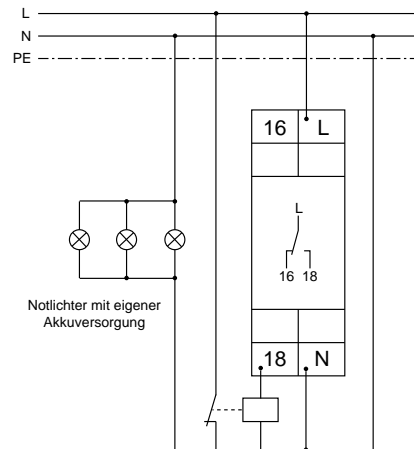 L
N
PE
16 L
L
16 18
Notlichter mit eigener
Akkuversorgung
18 N